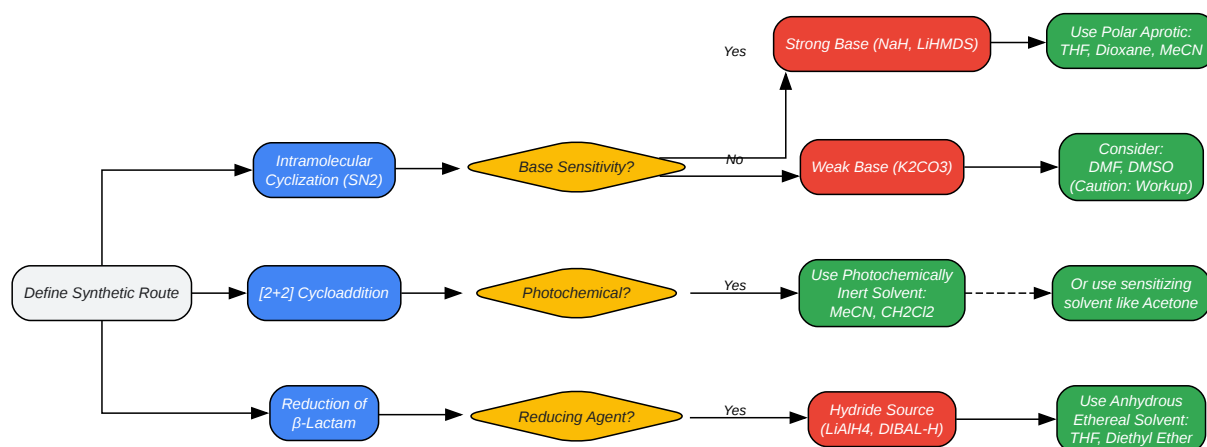 Yes
Strong Base (NaH, LiHMDS)
Use Polar Aprotic:
THF, Dioxane, MeCN
Intramolecular
Cyclization (SN2)
Base Sensitivity?
No
Weak Base (K2CO3)
Consider:
DMF, DMSO
(Caution: Workup)
Define Synthetic Route
[2+2] Cycloaddition
Photochemical?
Yes
Use Photochemically
Inert Solvent:
MeCN, CH2Cl2
Or use sensitizing
solvent like Acetone
Reduction of
β-Lactam
Reducing Agent?
Yes
Hydride Source
(LiAlH4, DIBAL-H)
Use Anhydrous
Ethereal Solvent:
THF, Diethyl Ether